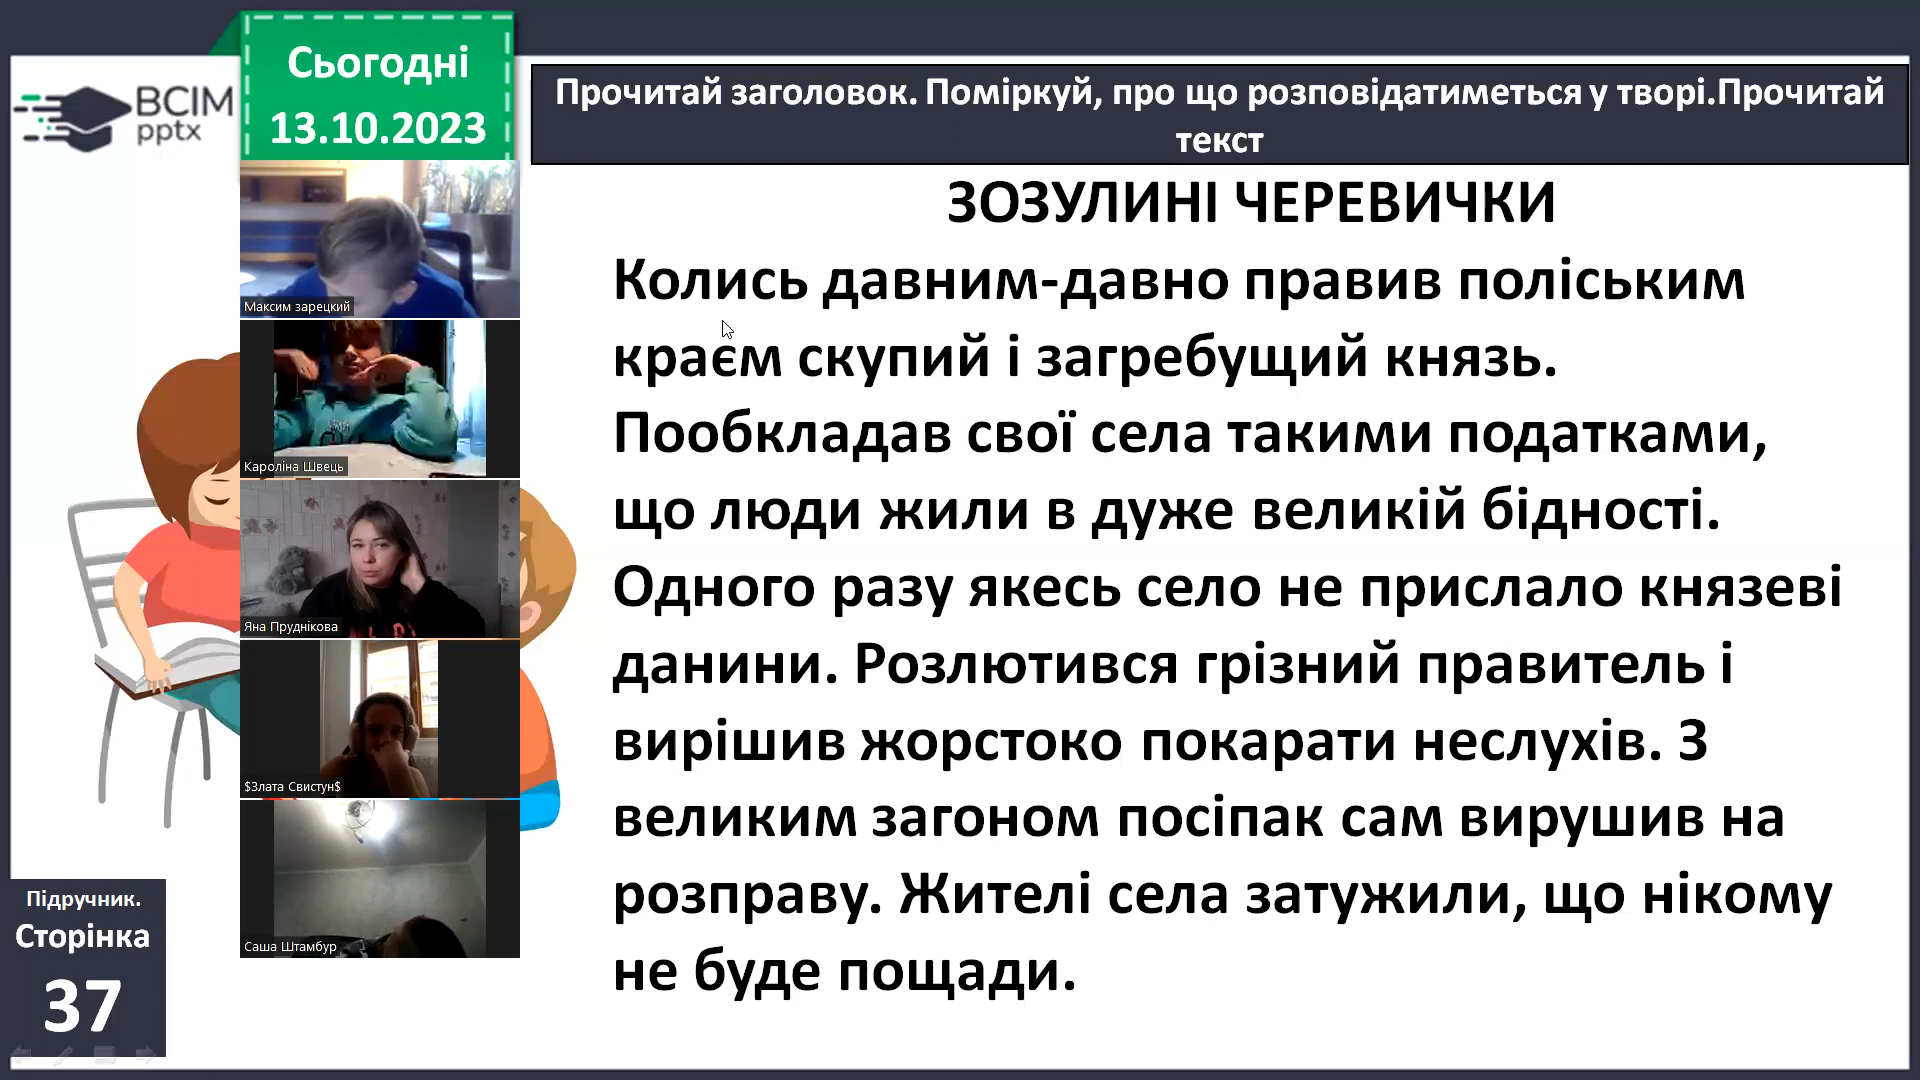 Сьогодні
13.10.2023
ВСІМ
pptx
Прочитай заголовок. Поміркуй, про що розповідатиметься у творі.Прочитай
текст
ЗОЗУЛИНІ ЧЕРЕВИЧКИ
Колись давним-давно правив поліським
краєм скупий і загребущий князь.
Пообкладав свої села такими податками,
що люди жили в дуже великій бідності.
Одного разу якесь село не прислало князеві
данини. Розлютився грізний правитель і
вирішив жорстоко покарати неслухів. З
великим загоном посіпак сам вирушив на
розправу. Жителі села затужили, що нікому
не буде пощади.
Максим зарецкий
Кароліна Швець
Яна Пруднікова
$Злата Свистун$
Саша Штамбур
Підручник.
Сторінка
37